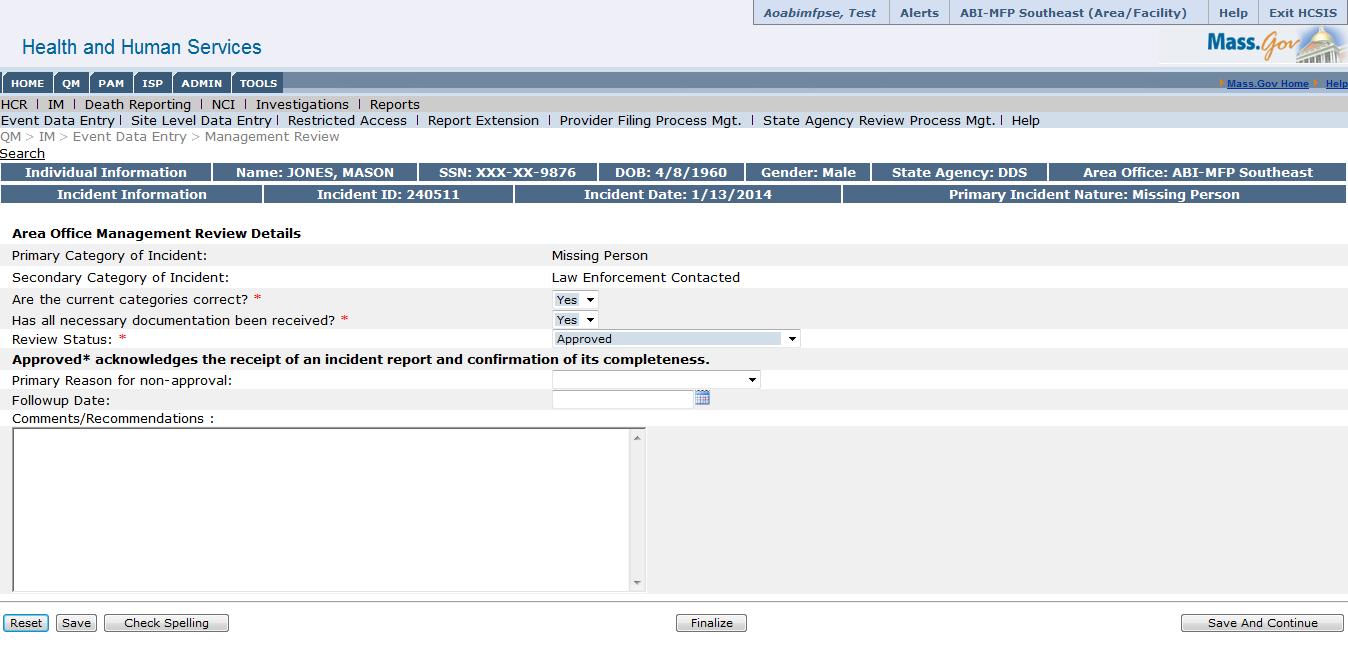 Aoabimfpse, Test Alerts ABI-MFP Southeast (Area/Facility) Help Exit HCSIS
Health and Human Services
Mass.Gov
HOME QM PAM ISP ADMIN TOOLS
Mass.Gov Home Help
HCR | IM | Death Reporting | NCI | Investigations | Reports
Event Data Entry | Site Level Data Entry | Restricted Access | Report Extension | Provider Filing Process Mgt. | State Agency Review Process Mgt. | Help
QM > IM > Event Data Entry > Management Review
Search
Individual Information Name: JONES, MASON SSN: XXX-XX-9876 DOB: 4/8/1960 Gender: Male State Agency: DDS Area Office: ABI-MFP Southeast
Incident Information Incident ID: 240511 Incident Date: 1/13/2014 Primary Incident Nature: Missing Person
Area Office Management Review Details
Primary Category of Incident: Missing Person
Secondary Category of Incident: Law Enforcement Contacted
Are the current categories correct? * Yes
Has all necessary documentation been received? * Yes
Review Status: * Approved
Approved* acknowledges the receipt of an incident report and confirmation of its completeness.
Primary Reason for non-approval:
Followup Date:
Comments/Recommendations :
Reset Save Check Spelling Finalize Save And Continue